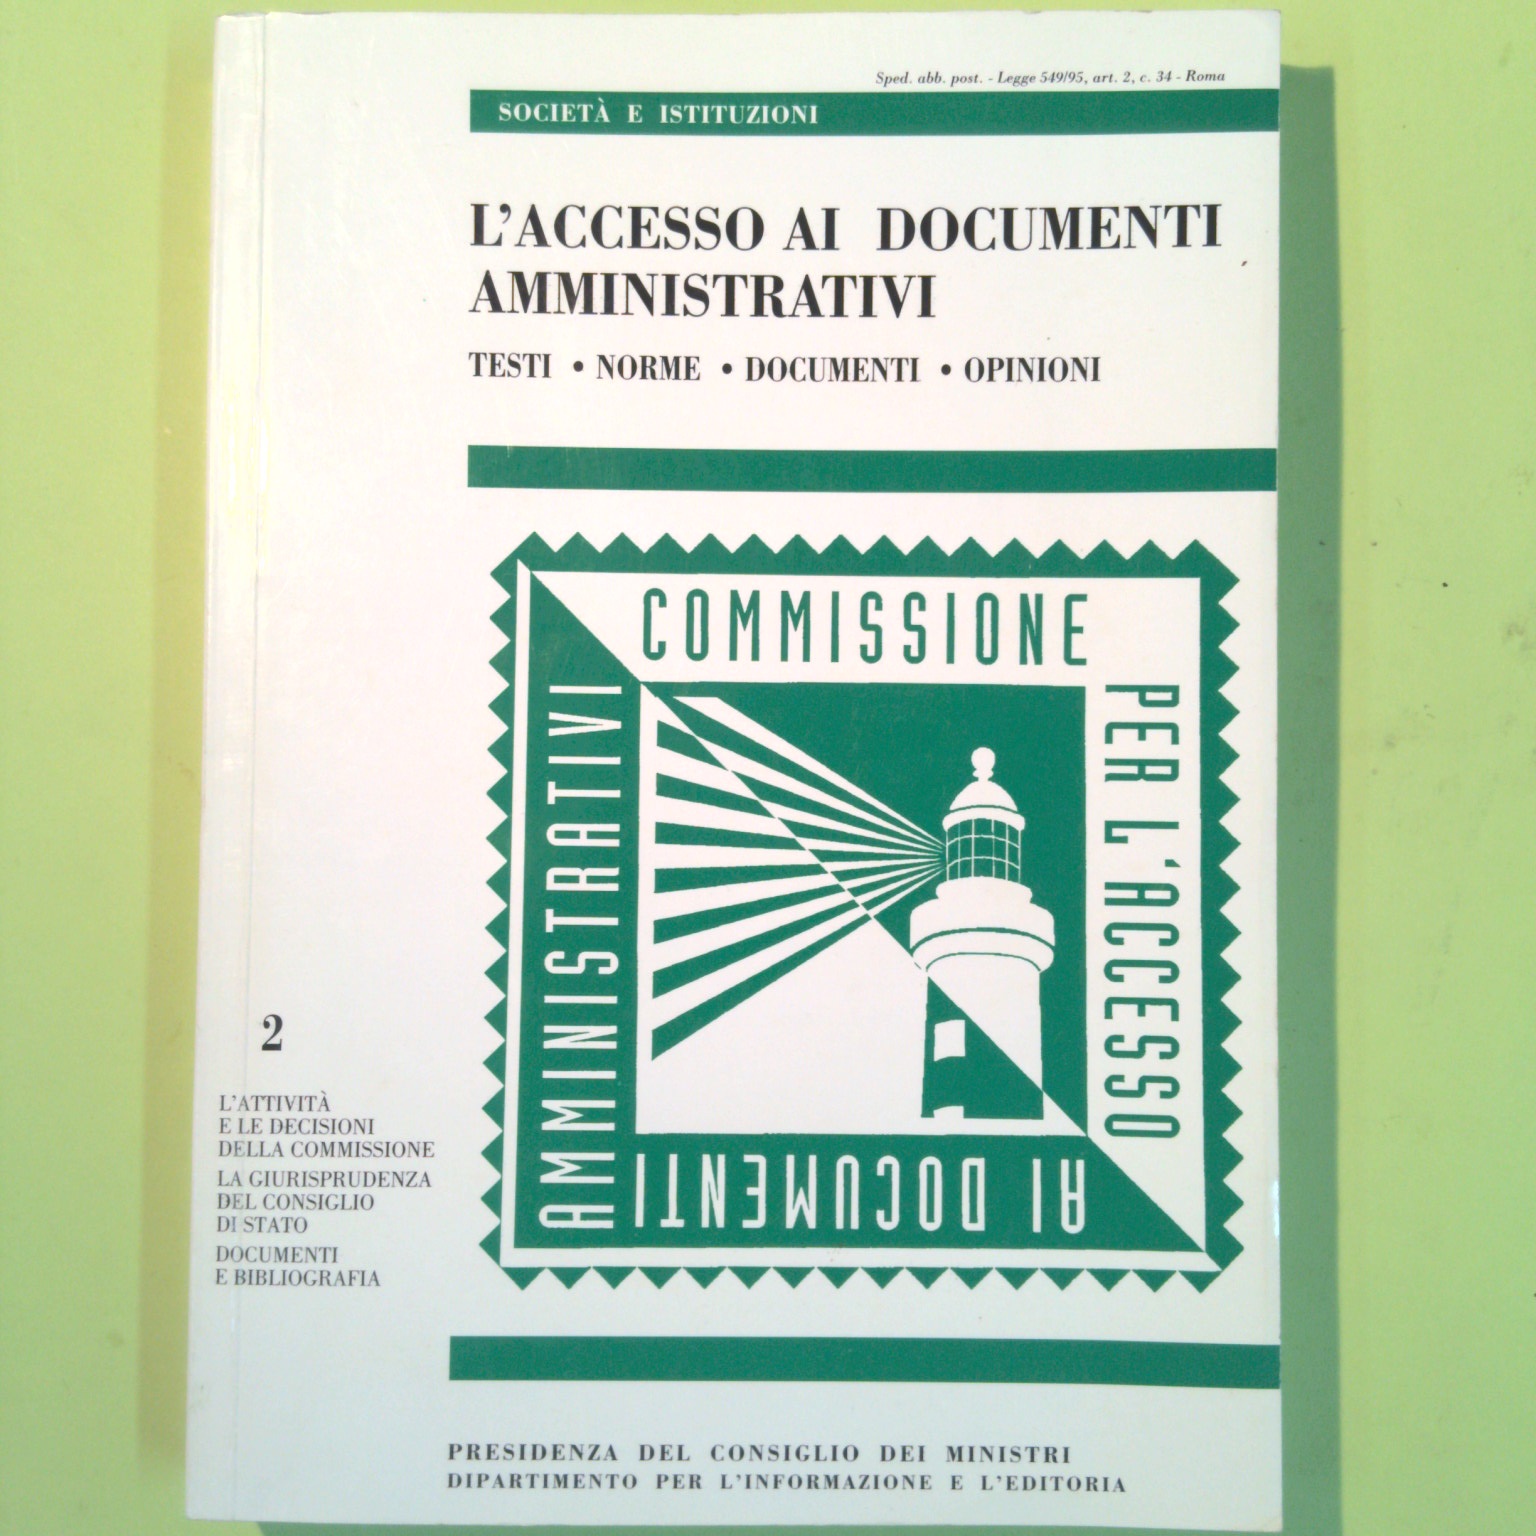 Sped. abb. post. - Legge 549/95, art. 2, c. 34 - Roma
SOCIETÀ E ISTITUZIONI
L'ACCESSO AI DOCUMENTI
AMMINISTRATIVI
TESTI • NORME • DOCUMENTI • OPINIONI
COMMISSIONE
PER L'ACCESSO
AI DOCUMENTI
AMMINISTRATIVI
2
L'ATTIVITÀ
E LE DECISIONI
DELLA COMMISSIONE
LA GIURISPRUDENZA
DEL CONSIGLIO
DI STATO
DOCUMENTI
E BIBLIOGRAFIA
PRESIDENZA DEL CONSIGLIO DEI MINISTRI
DIPARTIMENTO PER L'INFORMAZIONE E L'EDITORIA